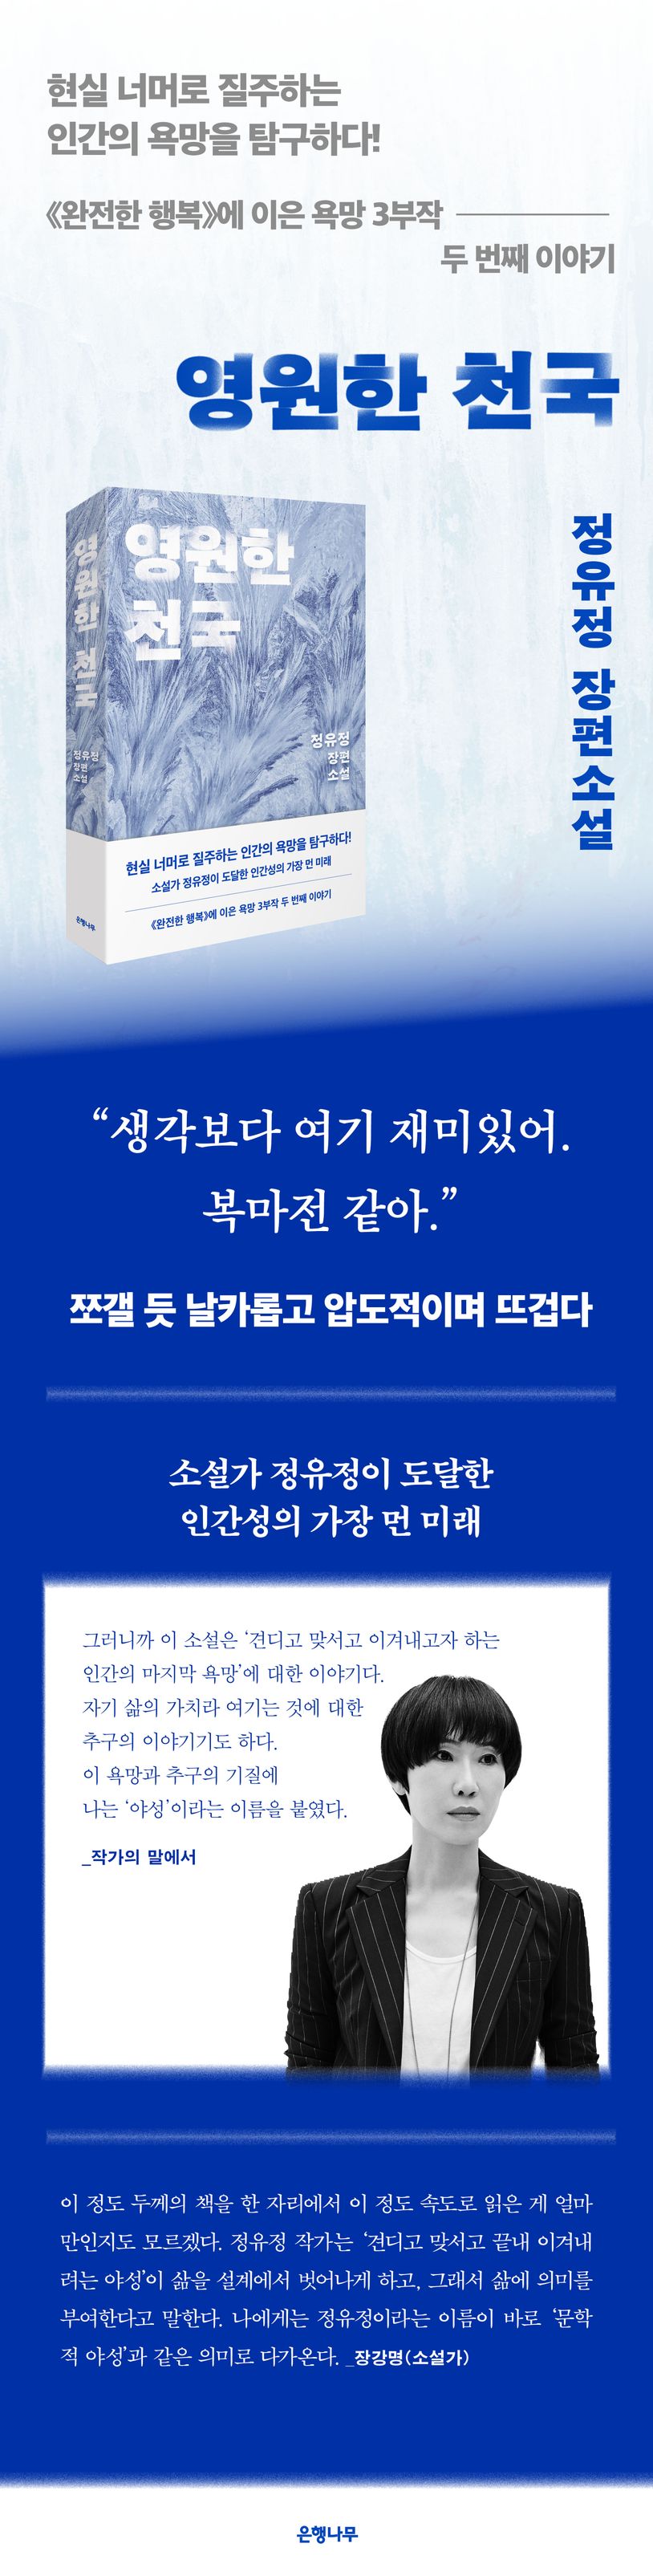 현실 너머로 질주하는
인간의 욕망을 탐구하다!
《완전한 행복》에 이은 욕망 3부작
두 번째 이야기
영원한 천국
정유정 장편소설
영원한 천국
정유정
장편
소설
은행나무
영원한
천국
정유정
장편
소설
현실 너머로 질주하는 인간의 욕망을 탐구하다!
소설가 정유정이 도달한 인간성의 가장 먼 미래
《완전한 행복》에 이은 욕망 3부작 두 번째 이야기
“생각보다 여기 재미있어.
복마전 같아.”
쪼갤 듯 날카롭고 압도적이며 뜨겁다
소설가 정유정이 도달한
인간성의 가장 먼 미래
그러니까 이 소설은 ‘견디고 맞서고 이겨내고자 하는
인간의 마지막 욕망’에 대한 이야기다.
자기 삶의 가치라 여기는 것에 대한
추구의 이야기기도 하다.
이 욕망과 추구의 기질에
나는 ‘야성’이라는 이름을 붙였다.
_작가의 말에서
이 정도 두께의 책을 한 자리에서 이 정도 속도로 읽은 게 얼마
만인지도 모르겠다. 정유정 작가는 ‘견디고 맞서고 끝내 이겨내
려는 야성’이 삶을 설계에서 벗어나게 하고, 그래서 삶에 의미를
부여한다고 말한다. 나에게는 정유정이라는 이름이 바로 ‘문학
적 야성’과 같은 의미로 다가온다. _장강명(소설가)
은행나무